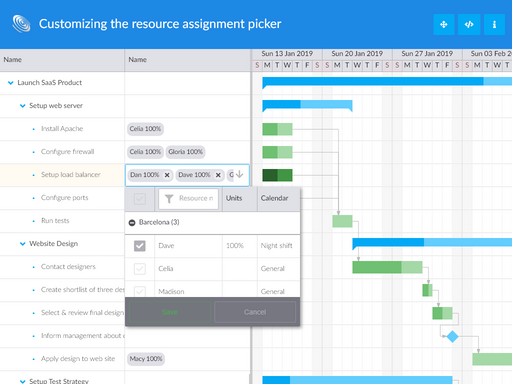 Customizing the resource assignment picker
Name Name Sun 13 Jan 2019 Sun 20 Jan 2019 Sun 27 Jan 2019 Sun 03 Feb 2
S M T W T F S S M T W T F S S M T W T F S S M T W T
Launch SaaS Product
Setup web server
Install Apache Celia 100%
Configure firewall Celia 100% Gloria 100%
Setup load balancer Dan 100% Dave 100% G
Configure ports Resource n Units Calendar
Run tests Barcelona (3)
Website Design Dave 100% Night shift
Contact designers Celia General
Create shortlist of three des Madison General
Select & review final design Save Cancel
Inform management about
Apply design to web site Macy 100%
Setup Test Strategy